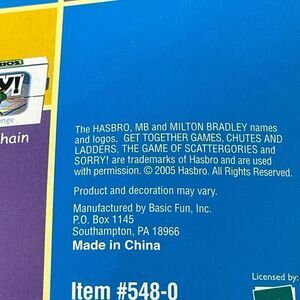 Y!
nge
hain
The HASBRO, MB and MILTON BRADLEY names
and logos. GET TOGETHER GAMES, CHUTES AND
LADDERS, THE GAME OF SCATTERGORIES and
SORRY! are trademarks of Hasbro and are used
with permission. © 2005 Hasbro. All Rights Reserved.
Product and decoration may vary.
Manufactured by Basic Fun, Inc.
P.O. Box 1145
Southampton, PA 18966
Made in China
Item #548-0
Licensed by: